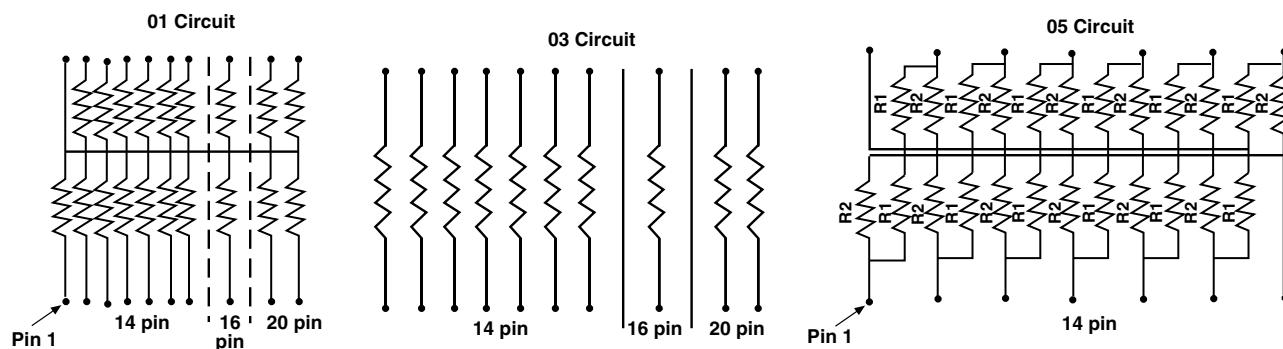 01 Circuit
14 pin
16
pin
20 pin
Pin 1
03 Circuit
14 pin
16 pin
20 pin
05 Circuit
R1
R2
R1
R2
R1
R2
R1
R2
R1
R2
R1
R2
R2
R1
R2
R1
R2
R1
R2
R1
R2
R1
R2
R1
Pin 1
14 pin